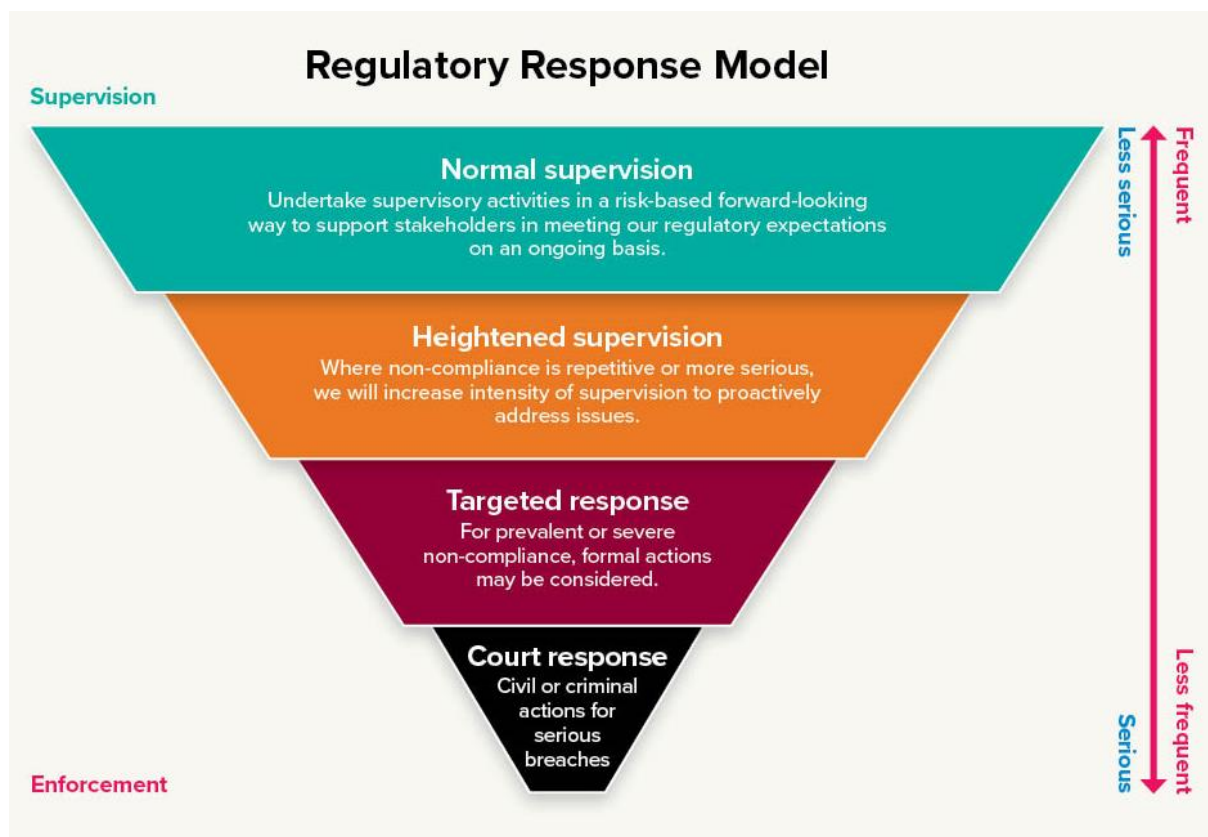 Regulatory Response Model
Supervision
Normal supervision
Undertake supervisory activities in a risk-based forward-looking
way to support stakeholders in meeting our regulatory expectations
on an ongoing basis.
Heightened supervision
Where non-compliance is repetitive or more serious,
we will increase intensity of supervision to proactively
address issues.
Targeted response
For prevalent or severe
non-compliance, formal actions
may be considered.
Court response
Civil or criminal
actions for
serious
breaches
Enforcement
Less serious
Frequent
Serious
Less frequent